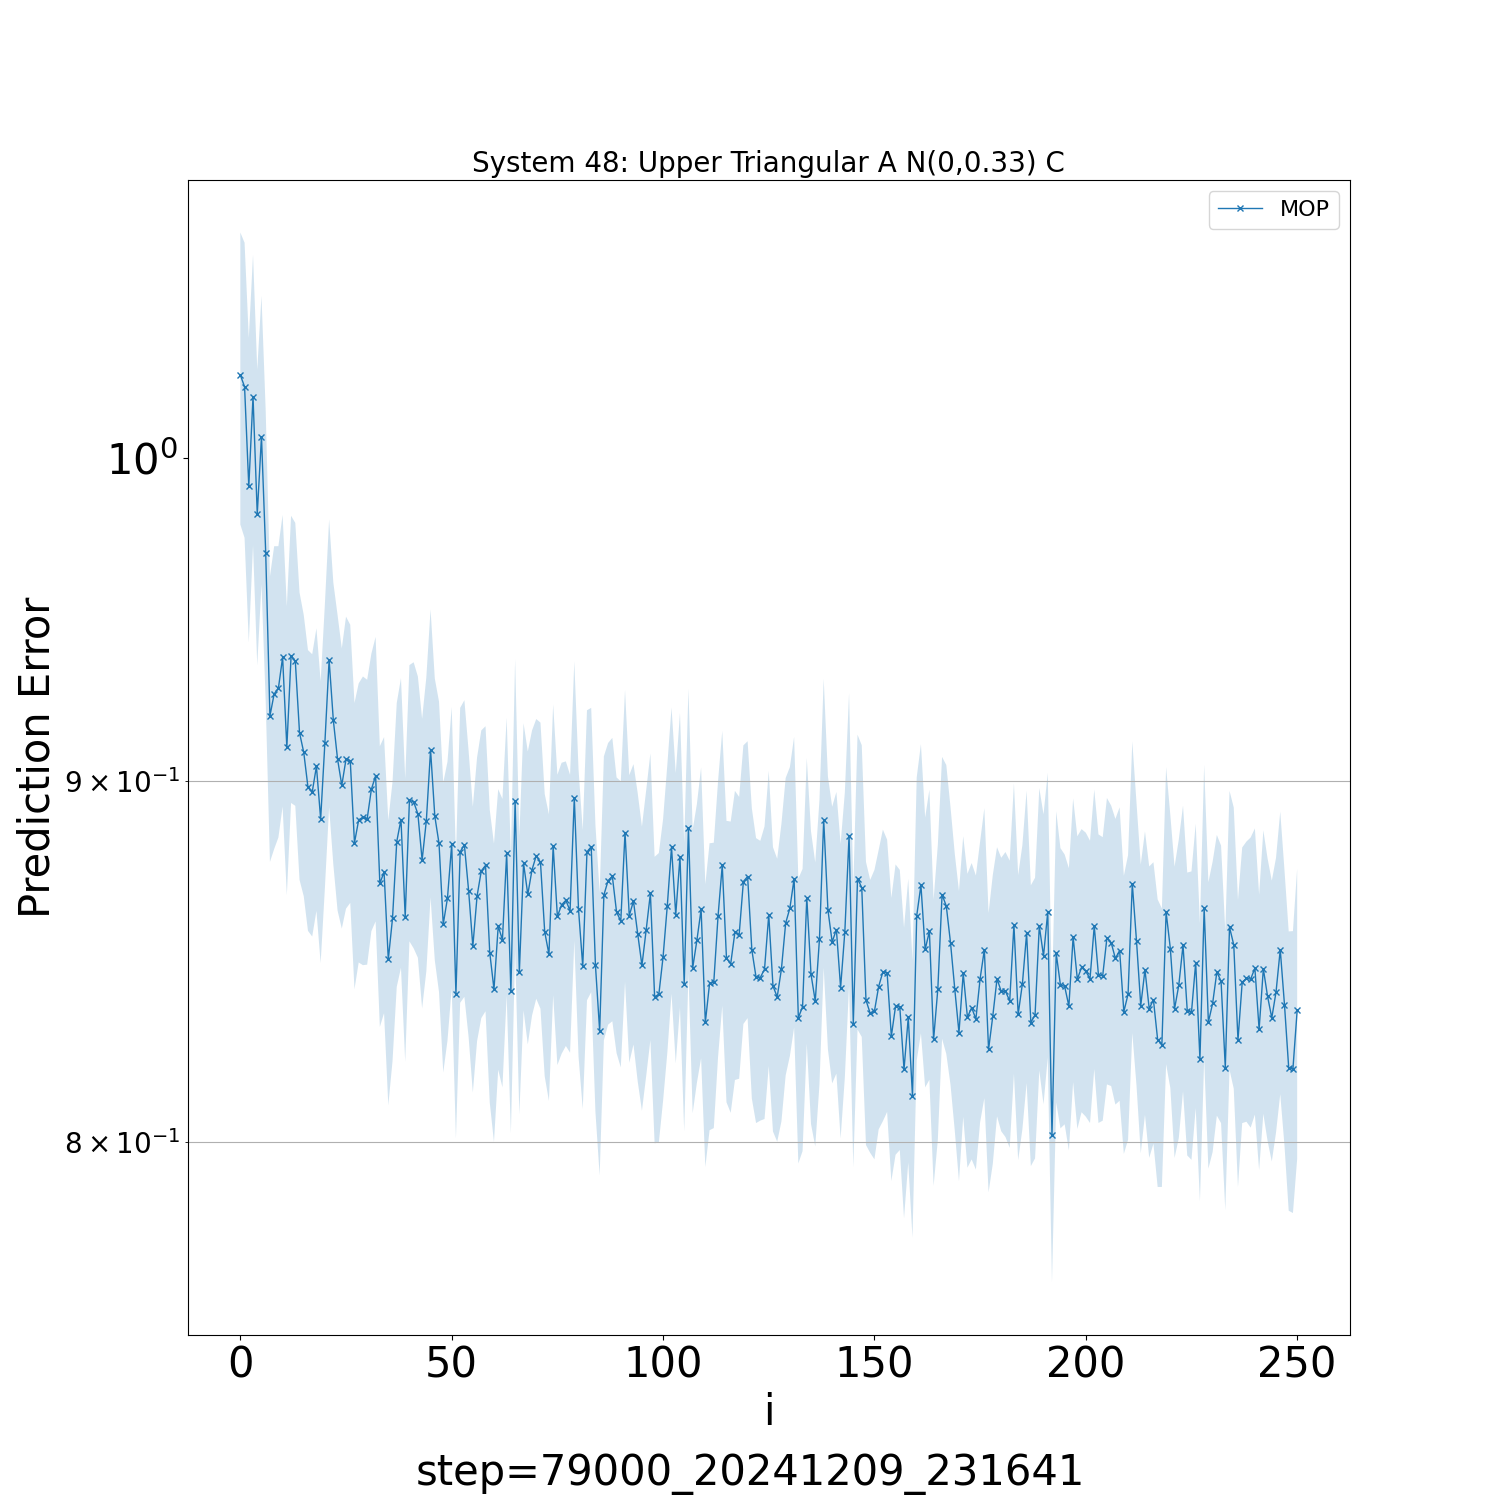 System 48: Upper Triangular A N(0,0.33) C
MOP
Prediction Error
10⁰
9 × 10⁻¹
8 × 10⁻¹
0 50 100 150 200 250
i
step=79000_20241209_231641